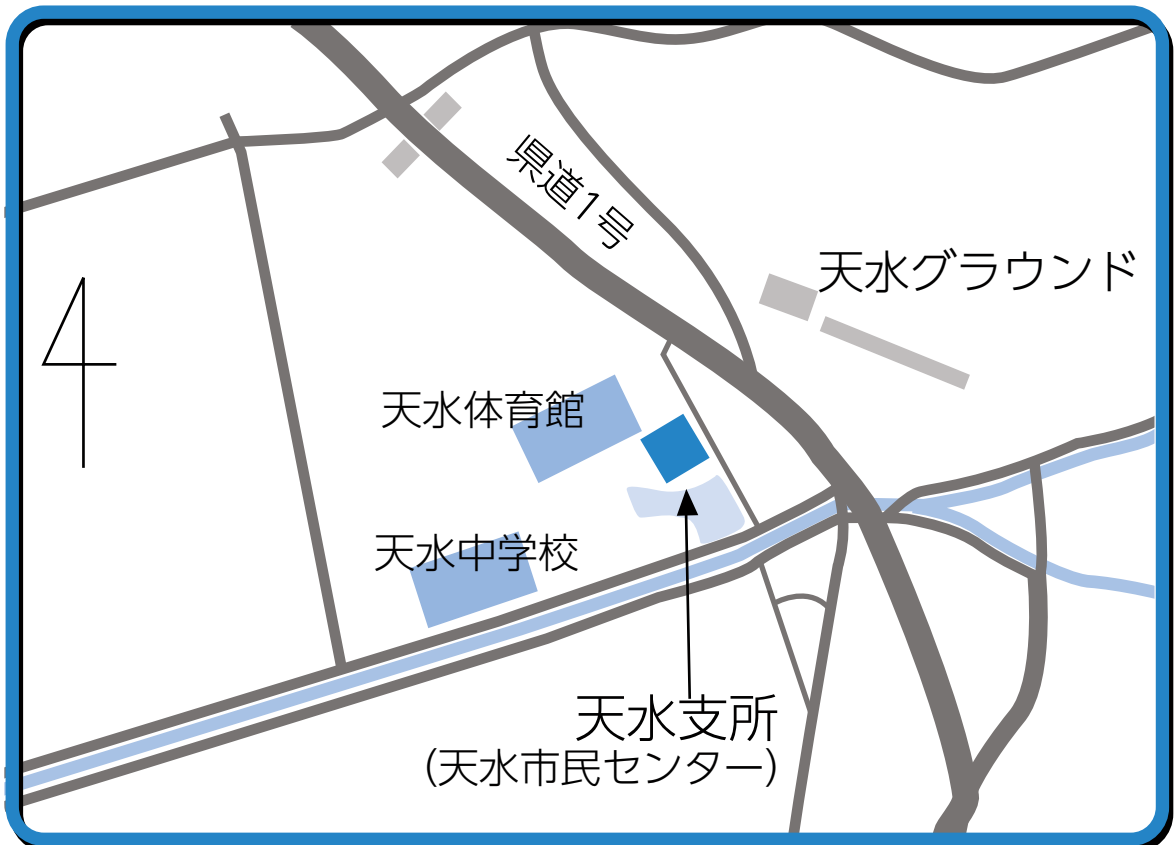 県道1号
天水グラウンド
天水体育館
天水中学校
天水支所
(天水市民センター)